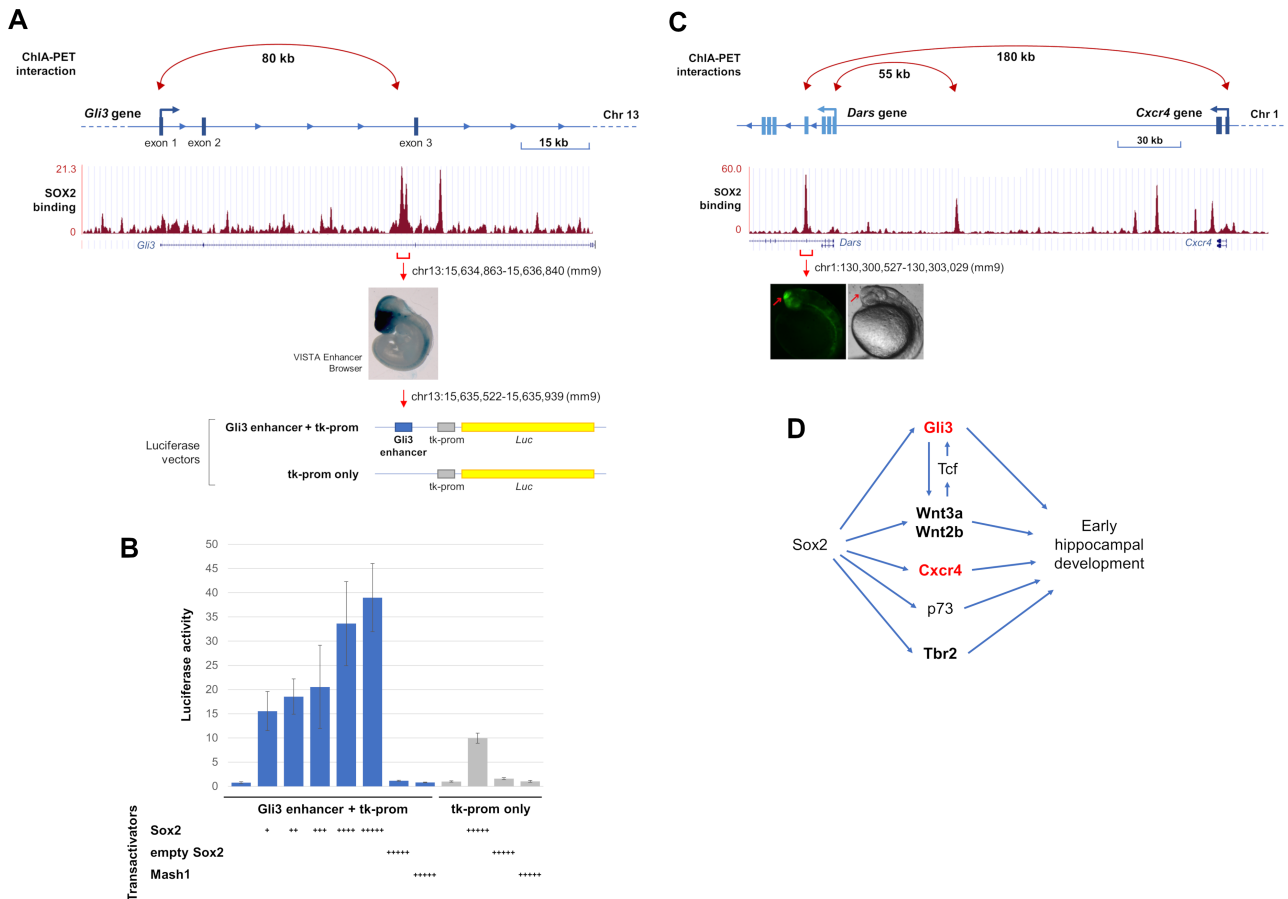 A
ChIA-PET
interaction
80 kb
Gli3 gene
Chr 13
exon 1
exon 2
exon 3
15 kb
21.3
SOX2
binding
0
Gli3
chr13:15,634,863-15,636,840 (mm9)
VISTA Enhancer
Browser
chr13:15,635,522-15,635,939 (mm9)
Luciferase
vectors
Gli3 enhancer + tk-prom
Gli3
enhancer
tk-prom
Luc
tk-prom only
tk-prom
Luc
B
Luciferase activity
50
45
40
35
30
25
20
15
10
5
0
Gli3 enhancer + tk-prom
tk-prom only
Transactivators
Sox2
+ ++ +++ ++++ +++++ +++++
empty Sox2
+++++ +++++
Mash1
+++++ +++++
C
ChIA-PET
interactions
180 kb
55 kb
Dars gene
Cxcr4 gene
Chr 1
30 kb
60.0
SOX2
binding
0
Dars
Cxcr4
chr1:130,300,527-130,303,029 (mm9)
D
Gli3
Tcf
Wnt3a
Wnt2b
Sox2
Cxcr4
p73
Tbr2
Early
hippocampal
development